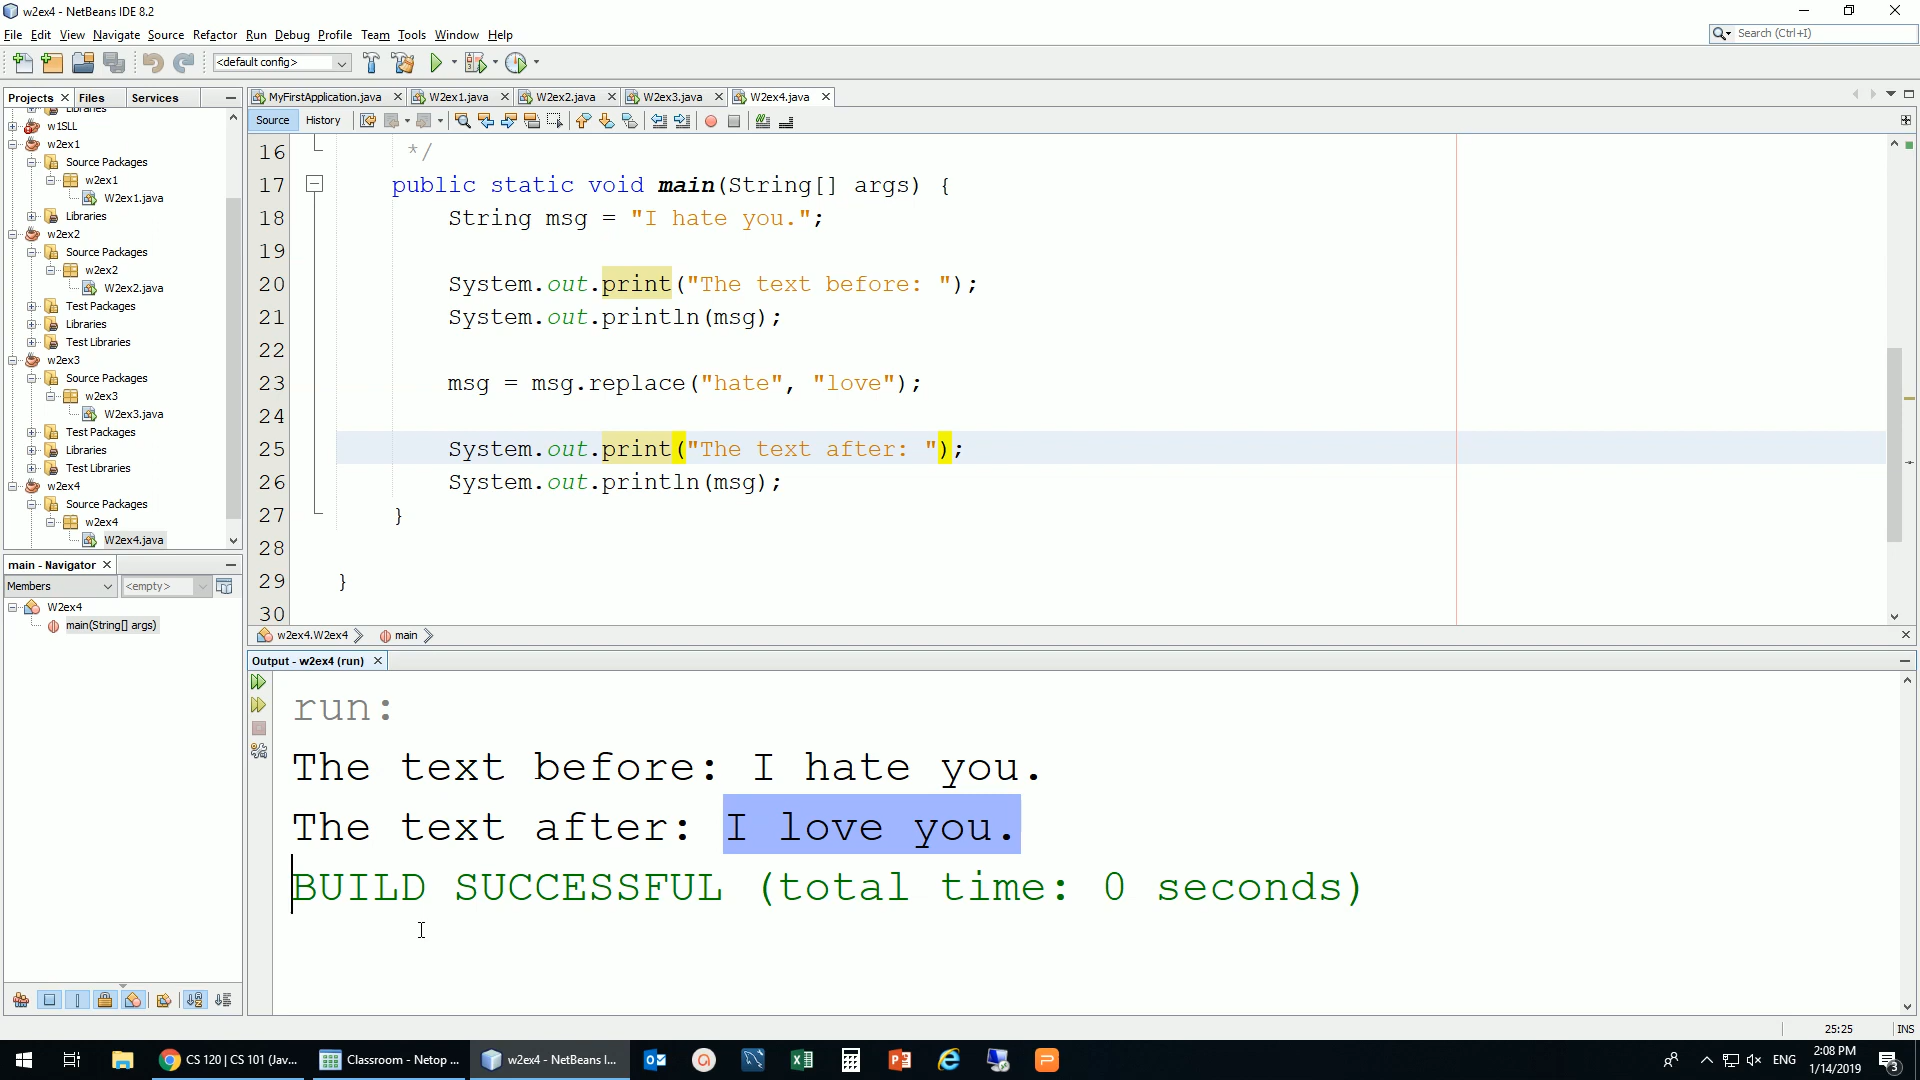 w2ex4 - NetBeans IDE 8.2
File Edit View Navigate Source Refactor Run Debug Profile Team Tools Window Help
Search (Ctrl+I)
<default config>
Projects Files Services
MyFirstApplication.java W2ex1.java W2ex2.java W2ex3.java W2ex4.java
Source History
Libraries
w1SLL
w2ex1
Source Packages
w2ex1
W2ex1.java
Libraries
w2ex2
Source Packages
w2ex2
W2ex2.java
Test Packages
Libraries
Test Libraries
w2ex3
Source Packages
w2ex3
W2ex3.java
Test Packages
Libraries
Test Libraries
w2ex4
Source Packages
w2ex4
W2ex4.java
16 */
17 public static void main(String[] args) {
18 String msg = "I hate you.";
19
20 System.out.print("The text before: ");
21 System.out.println(msg);
22
23 msg = msg.replace("hate", "love");
24
25 System.out.print("The text after: ");
26 System.out.println(msg);
27 }
28
29 }
30
w2ex4.W2ex4 main
main - Navigator
Members <empty>
W2ex4
main(String[] args)
Output - w2ex4 (run)
run:
The text before: I hate you.
The text after: I love you.
BUILD SUCCESSFUL (total time: 0 seconds)
25:25 INS
CS 120 | CS 101 (Jav... Classroom - Netop ... w2ex4 - NetBeans I...
ENG
2:08 PM
1/14/2019
3